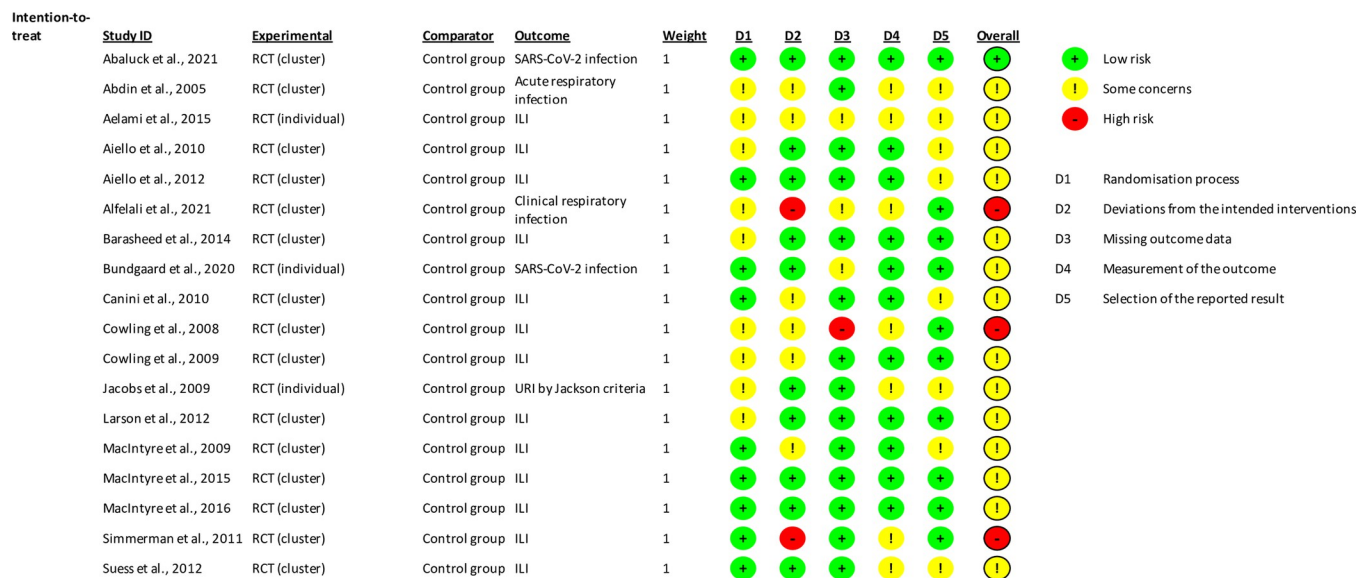 Intention-to-
treat Study ID Experimental Comparator Outcome Weight D1 D2 D3 D4 D5 Overall
Abaluck et al., 2021 RCT (cluster) Control group SARS-CoV-2 infection 1 + + + + + + + Low risk
Abdin et al., 2005 RCT (cluster) Control group Acute respiratory infection 1 ! ! + ! ! ! ! Some concerns
Aelami et al., 2015 RCT (individual) Control group ILI 1 ! ! ! ! ! ! - High risk
Aiello et al., 2010 RCT (cluster) Control group ILI 1 ! + + + ! !
Aiello et al., 2012 RCT (cluster) Control group ILI 1 + + + + ! ! D1 Randomisation process
Alfelali et al., 2021 RCT (cluster) Control group Clinical respiratory infection 1 ! - ! ! + - D2 Deviations from the intended interventions
Barasheed et al., 2014 RCT (cluster) Control group ILI 1 ! + + + + ! D3 Missing outcome data
Bundgaard et al., 2020 RCT (individual) Control group SARS-CoV-2 infection 1 + + ! + + ! D4 Measurement of the outcome
Canini et al., 2010 RCT (cluster) Control group ILI 1 + ! + + ! ! D5 Selection of the reported result
Cowling et al., 2008 RCT (cluster) Control group ILI 1 ! ! - ! + -
Cowling et al., 2009 RCT (cluster) Control group ILI 1 ! ! + + + !
Jacobs et al., 2009 RCT (individual) Control group URI by Jackson criteria 1 ! + + ! ! !
Larson et al., 2012 RCT (cluster) Control group ILI 1 ! + + + + !
MacIntyre et al., 2009 RCT (cluster) Control group ILI 1 + ! + + ! !
MacIntyre et al., 2015 RCT (cluster) Control group ILI 1 + + + + + !
MacIntyre et al., 2016 RCT (cluster) Control group ILI 1 + + + + + !
Simmerman et al., 2011 RCT (cluster) Control group ILI 1 + - + ! + -
Suess et al., 2012 RCT (cluster) Control group ILI 1 + + + ! ! !